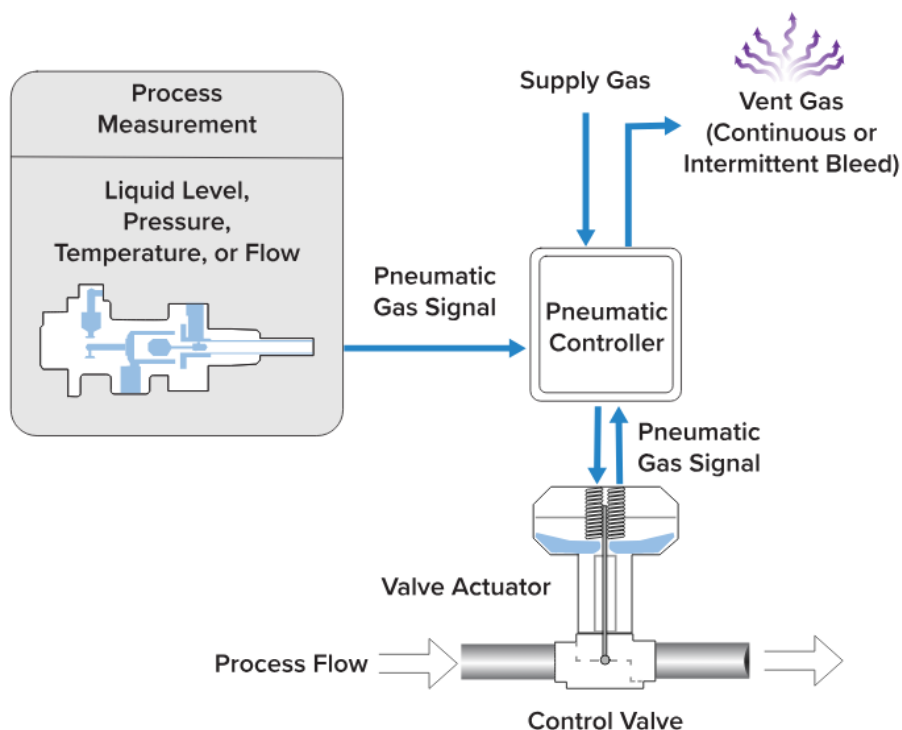 Process
Measurement
Liquid Level,
Pressure,
Temperature, or Flow
Supply Gas
Vent Gas
(Continuous or
Intermittent Bleed)
Pneumatic
Gas Signal
Pneumatic
Controller
Pneumatic
Gas Signal
Valve Actuator
Process Flow
Control Valve